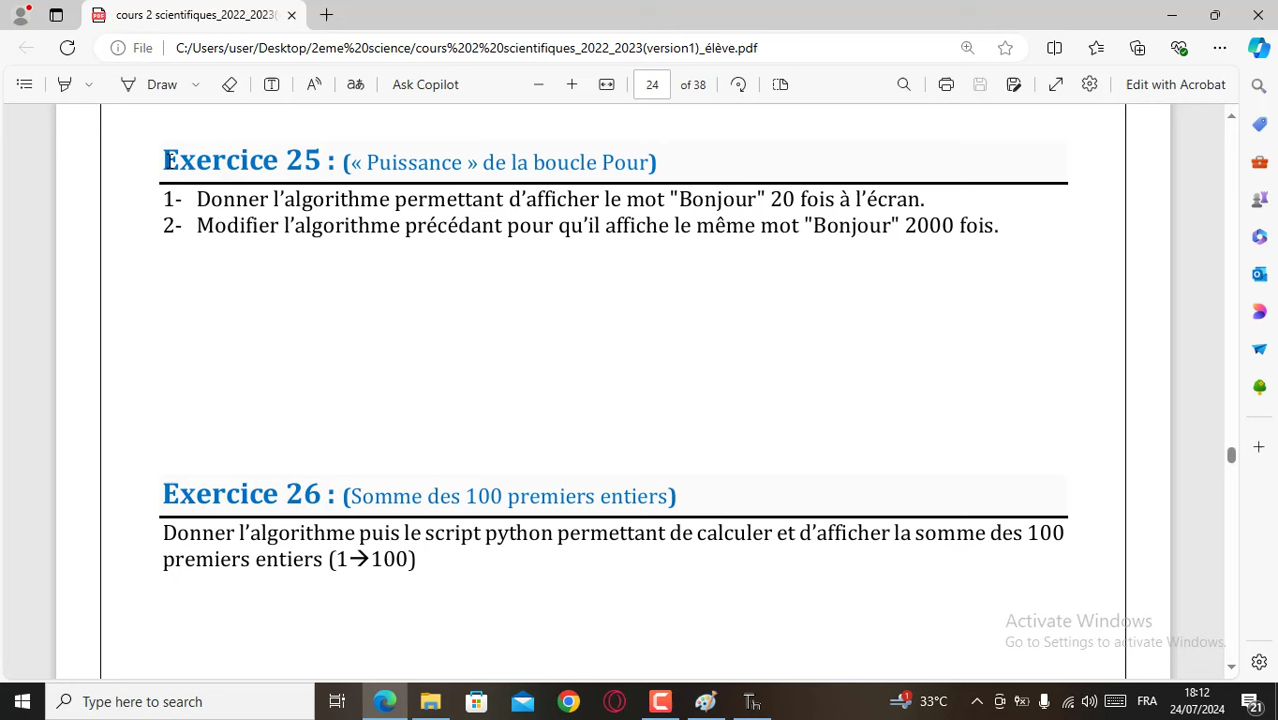 cours 2 scientifiques_2022_2023(
File
C:/Users/user/Desktop/2eme%20science/cours%202%20scientifiques_2022_2023(version1)_élève.pdf
Draw
aあ
Ask Copilot
24
of 38
Edit with Acrobat
Exercice 25 : (« Puissance » de la boucle Pour)
1- Donner l’algorithme permettant d’afficher le mot "Bonjour" 20 fois à l’écran.
2- Modifier l’algorithme précédant pour qu’il affiche le même mot "Bonjour" 2000 fois.
Exercice 26 : (Somme des 100 premiers entiers)
Donner l’algorithme puis le script python permettant de calculer et d’afficher la somme des 100
premiers entiers (1→100)
Activate Windows
Go to Settings to activate Windows.
Type here to search
Th
1
33°C
FRA
18:12
24/07/2024
21